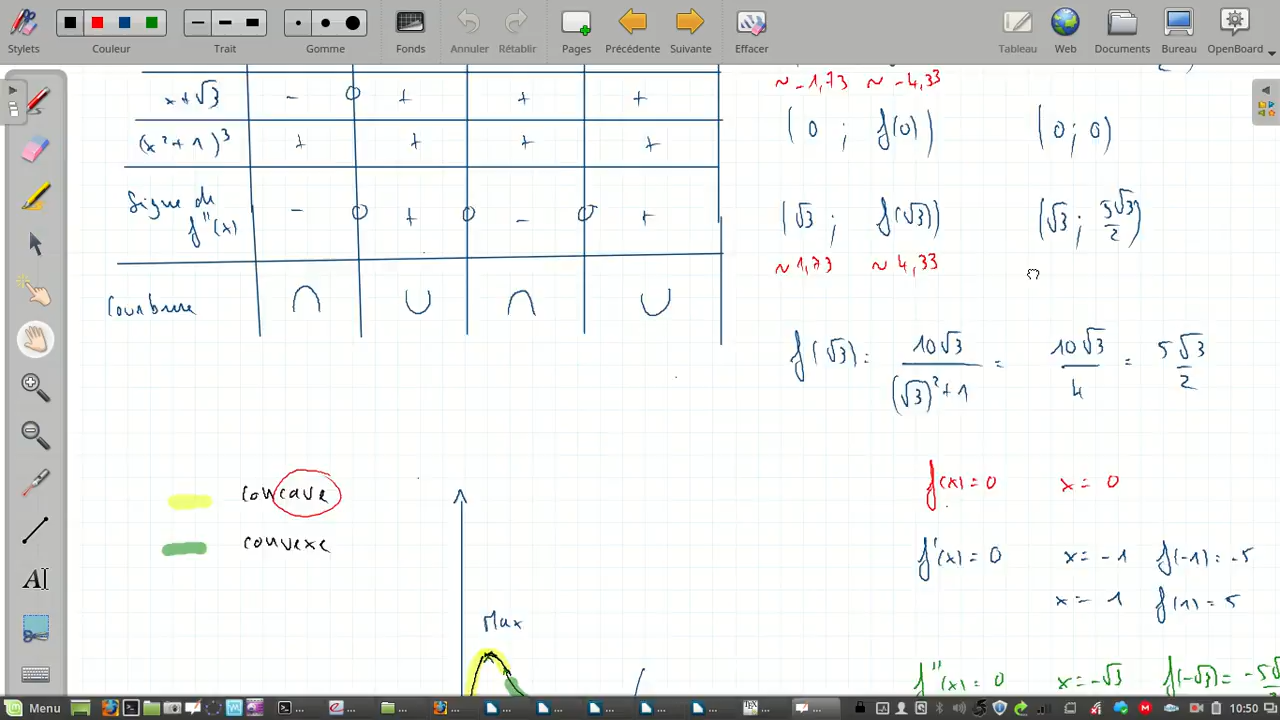 Stylets Couleur Trait Gomme Fonds Annuler Rétablir Pages Précédente Suivante Effacer Tableau Web Documents Bureau OpenBoard
x+√3 - 0 + + +
(x²+1)³ + + + +
Signe de
f''(x) - 0 + 0 - 0 +
Courbure ∩ ∪ ∩ ∪
~ -1,73 ~ -4,33
(0 ; f(0)) (0 ; 0)
(√3 ; f(√3)) (√3 ; 5√3/2)
~ 1,73 ~ 4,33
f(√3) = 10√3/((√3)²+1) = 10√3/4 = 5√3/2
concave
convexe
Max
f(x) = 0 x = 0
f'(x) = 0 x = -1 f(-1) = -5
x = 1 f(1) = 5
f''(x) = 0 x = -√3 f(-√3) = -5√
AI
Menu
10:50